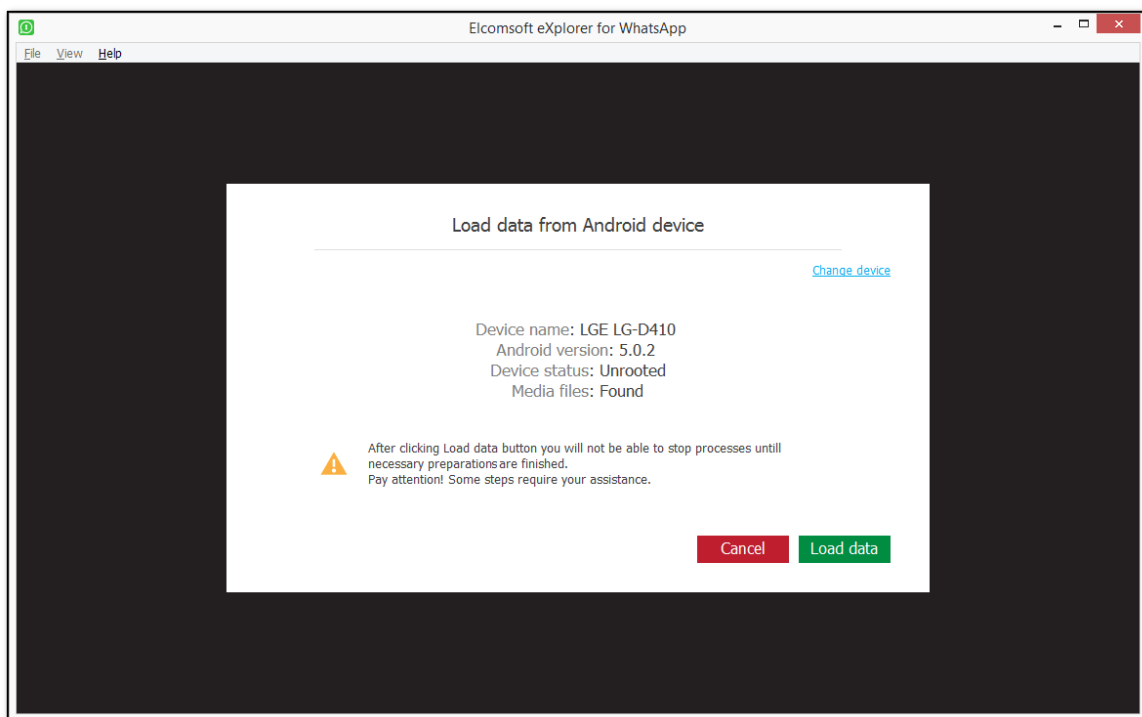 Elcomsoft eXplorer for WhatsApp
File View Help
Load data from Android device
Change device
Device name: LGE LG-D410
Android version: 5.0.2
Device status: Unrooted
Media files: Found
After clicking Load data button you will not be able to stop processes untill
necessary preparations are finished.
Pay attention! Some steps require your assistance.
Cancel Load data